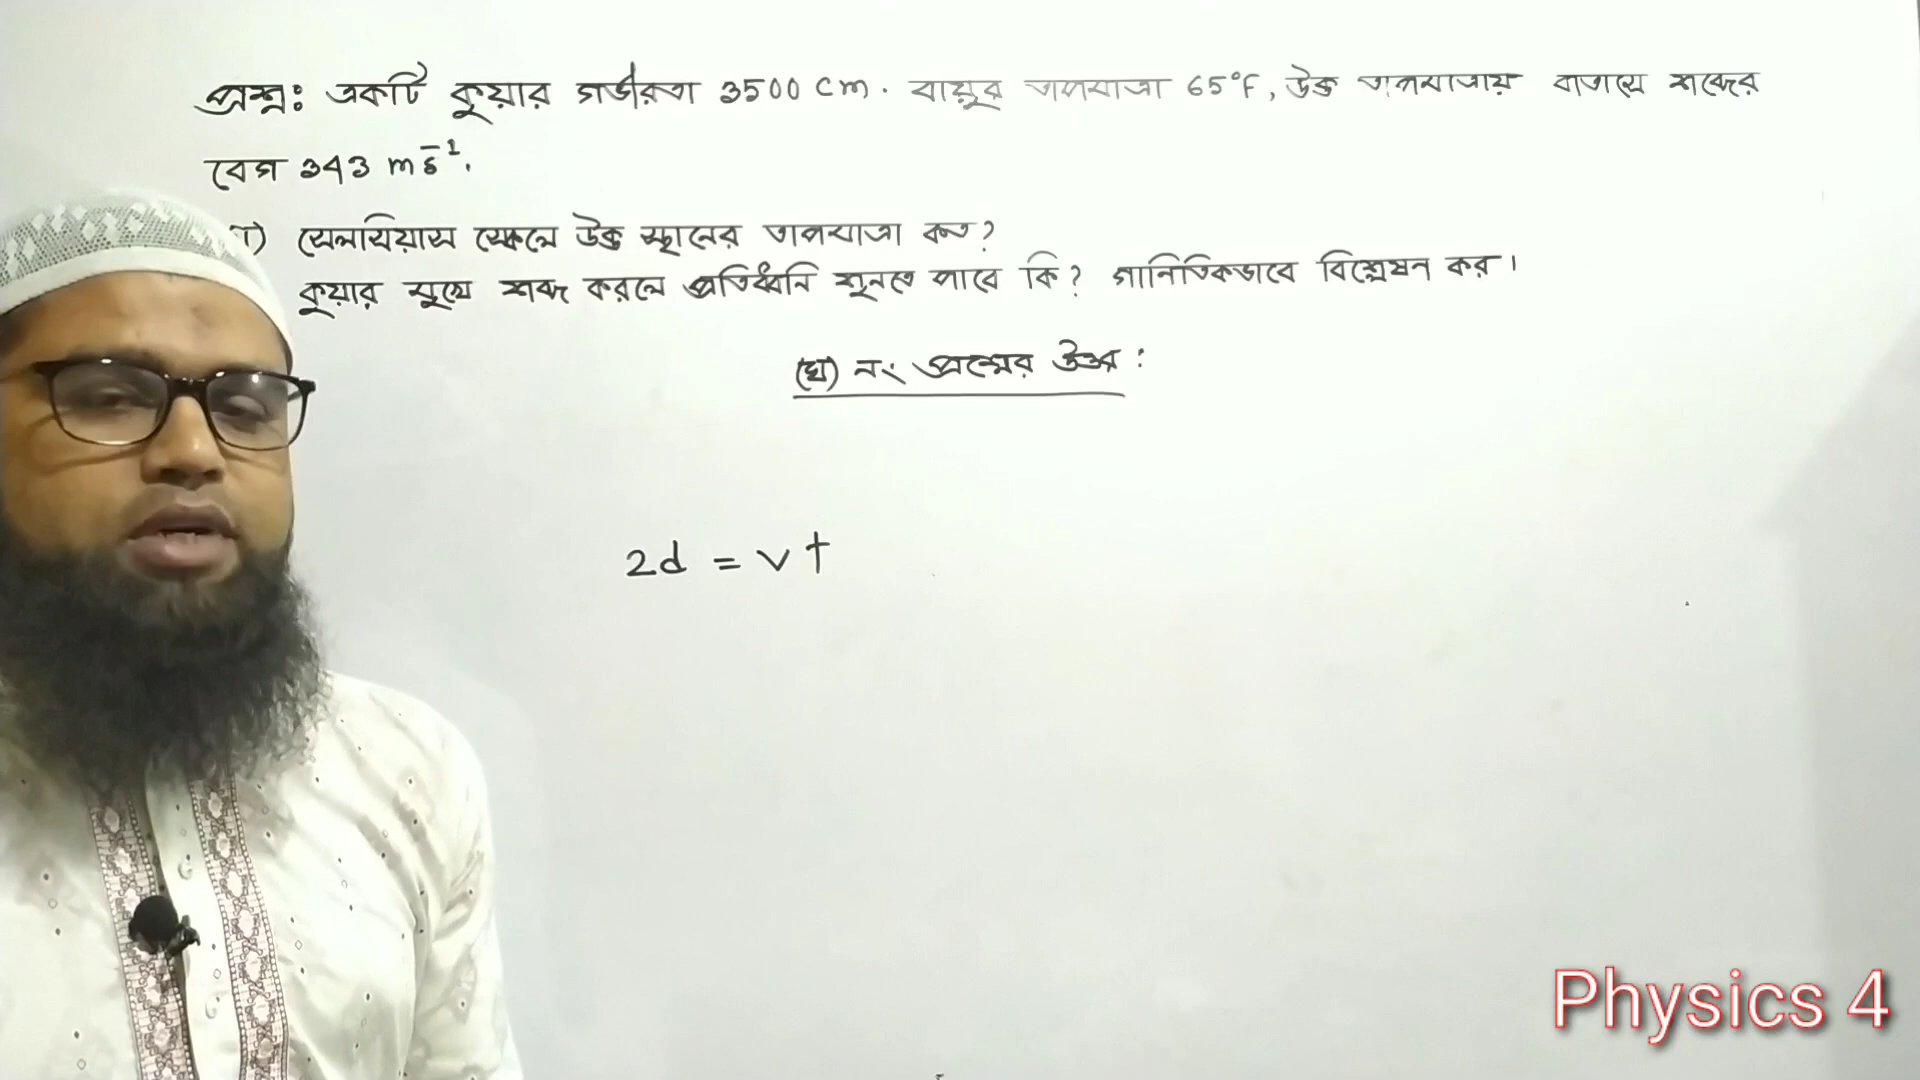 প্রশ্ন: একটি কুয়ার গভীরতা 3500 cm. বায়ুর তাপমাত্রা 65°F, উক্ত তাপমাত্রায় বাতাসে শব্দের
বেগ 343 ms⁻¹.
গ) সেলসিয়াস স্কেলে উক্ত স্থানের তাপমাত্রা কত?
কুয়ার মুখে শব্দ করলে প্রতিধ্বনি শুনতে পাবে কি? গানিতিকভাবে বিশ্লেষন কর।
(ঘ) নং প্রশ্নের উত্তর:
2d = vt
Physics 4